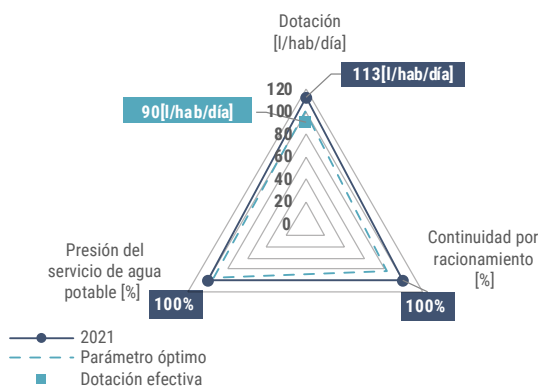 Dotación
[l/hab/día]
113[l/hab/día]
90[l/hab/día]
120
100
80
60
40
20
0
Presión del
servicio de agua
potable [%]
Continuidad por
racionamiento
[%]
100%
100%
2021
Parámetro óptimo
Dotación efectiva